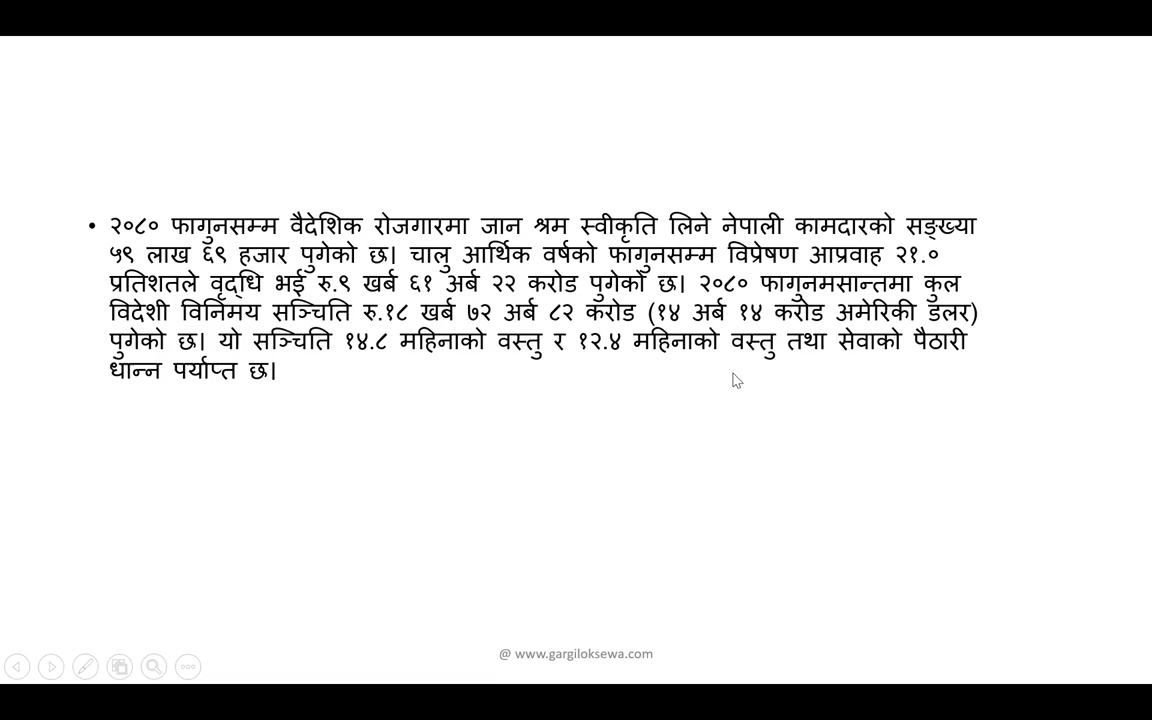 • २०८० फागुनसम्म वैदेशिक रोजगारमा जान श्रम स्वीकृति लिने नेपाली कामदारको सङ्ख्या
५९ लाख ६९ हजार पुगेको छ। चालु आर्थिक वर्षको फागुनसम्म विप्रेषण आप्रवाह २१.०
प्रतिशतले वृद्धि भई रु.९ खर्ब ६१ अर्ब २२ करोड पुगेको छ। २०८० फागुनमसान्तमा कुल
विदेशी विनिमय सञ्चिति रु.१८ खर्ब ७२ अर्ब ८२ करोड (१४ अर्ब १४ करोड अमेरिकी डलर)
पुगेको छ। यो सञ्चिति १४.८ महिनाको वस्तु र १२.४ महिनाको वस्तु तथा सेवाको पैठारी
धान्न पर्याप्त छ।
@ www.gargiloksewa.com